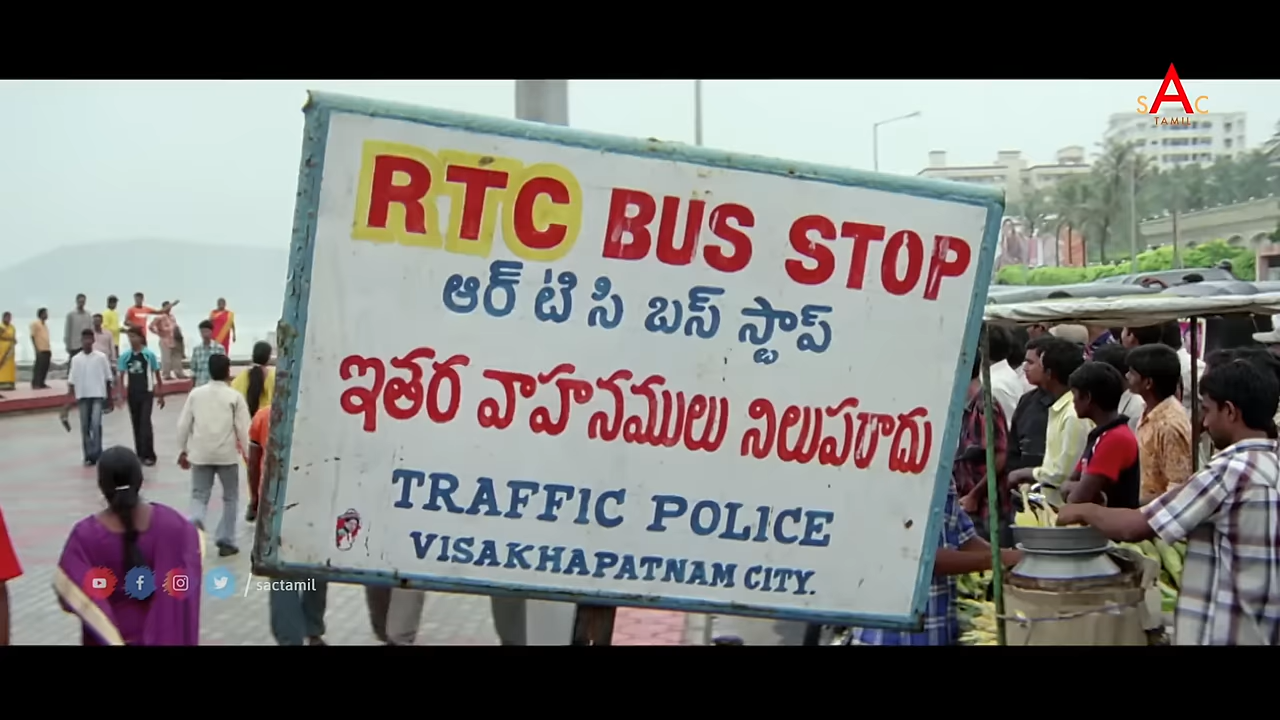 SAC
TAMIL
RTC BUS STOP
ఆర్ టి సి బస్ స్టాప్
ఇతర వాహనములు నిలుపరాదు
TRAFFIC POLICE
VISAKHAPATNAM CITY.
/sactamil